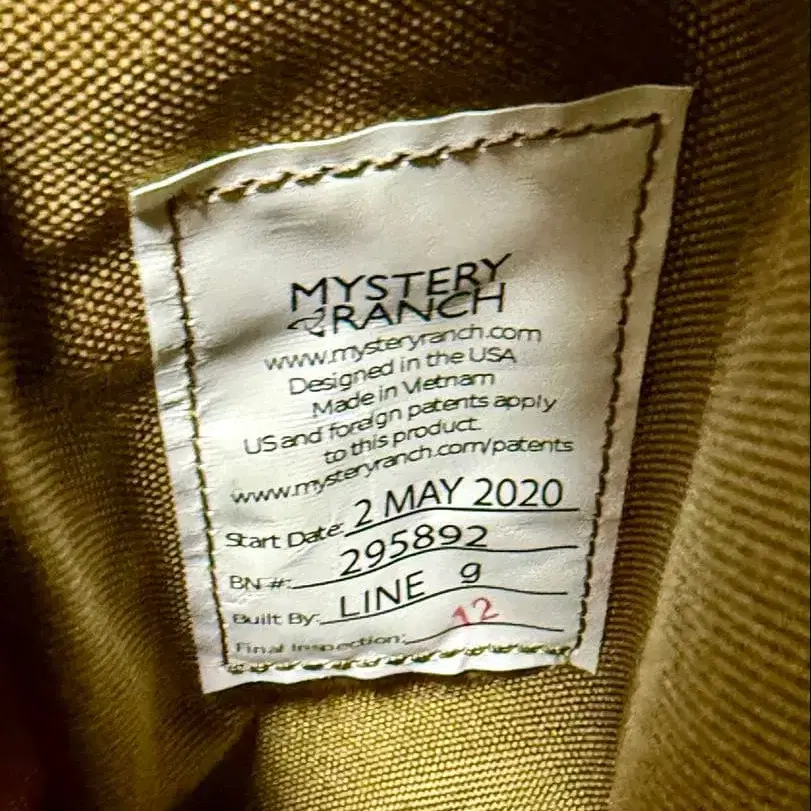 MYSTERY
RANCH
www.mysteryranch.com
Designed in the USA
Made in Vietnam
US and foreign patents apply
to this product.
www.mysteryranch.com/patents
Start Date: 2 MAY 2020
BN #: 295892
Built By: LINE 9
Final Inspection: 12